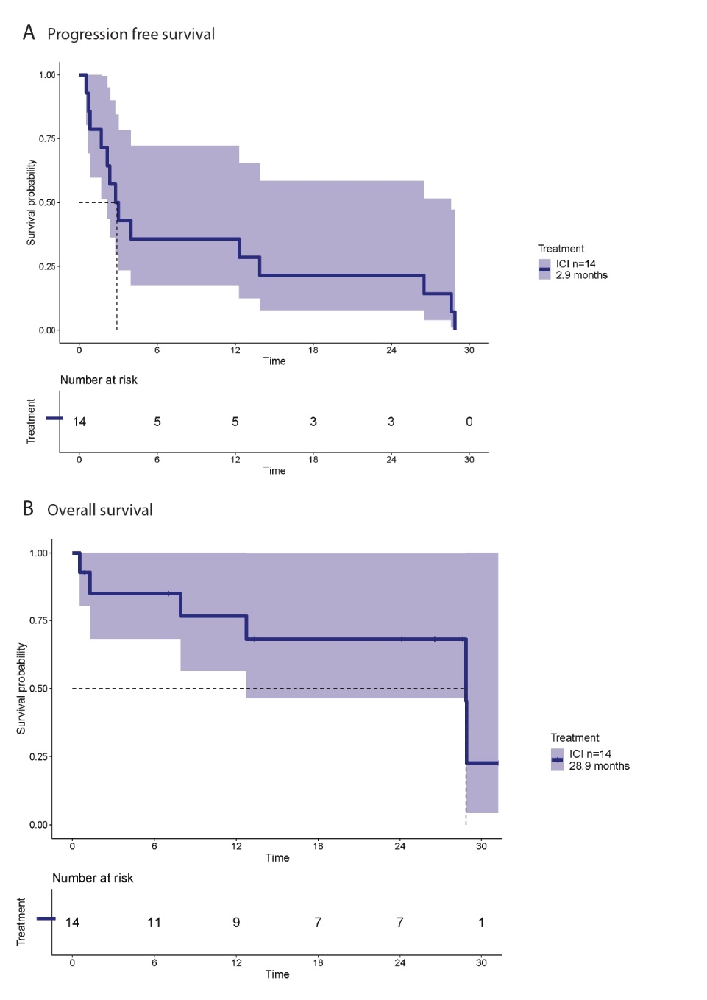 A Progression free survival
1.00
0.75
0.50
0.25
0.00
Survival probability
0 6 12 18 24 30
Time
Treatment
ICI n=14
2.9 months
Number at risk
Treatment
14 5 5 3 3 0
0 6 12 18 24 30
Time
B Overall survival
1.00
0.75
0.50
0.25
0.00
Survival probability
0 6 12 18 24 30
Time
Treatment
ICI n=14
28.9 months
Number at risk
Treatment
14 11 9 7 7 1
0 6 12 18 24 30
Time